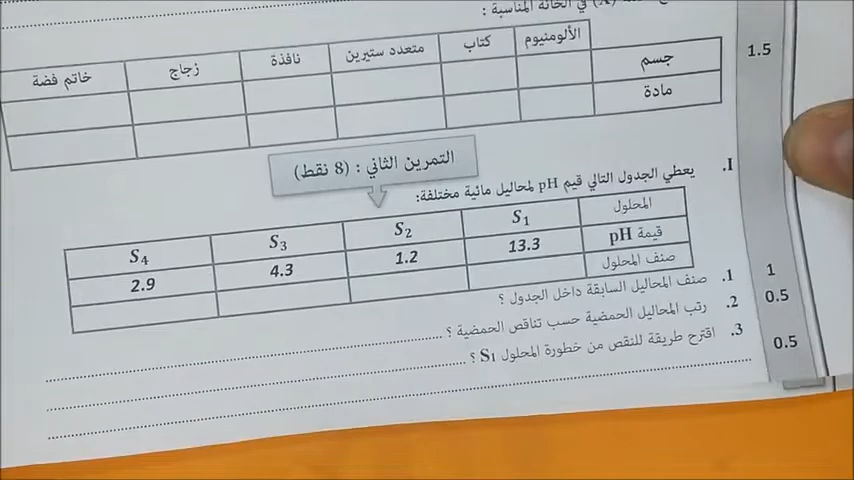 (X) في الخانة المناسبة :
الألومنيوم كتاب متعدد ستيرين نافذة زجاج خاتم فضة
جسم
مادة
1.5
التمرين الثاني : (8 نقط)
I. يعطي الجدول التالي قيم pH لمحاليل مائية مختلفة:
المحلول S1 S2 S3 S4
قيمة pH 13.3 1.2 4.3 2.9
صنف المحلول
1. صنف المحاليل السابقة داخل الجدول ؟ 1
2. رتب المحاليل الحمضية حسب تناقص الحمضية ؟ 0.5
3. اقترح طريقة للنقص من خطورة المحلول S1 ؟ 0.5